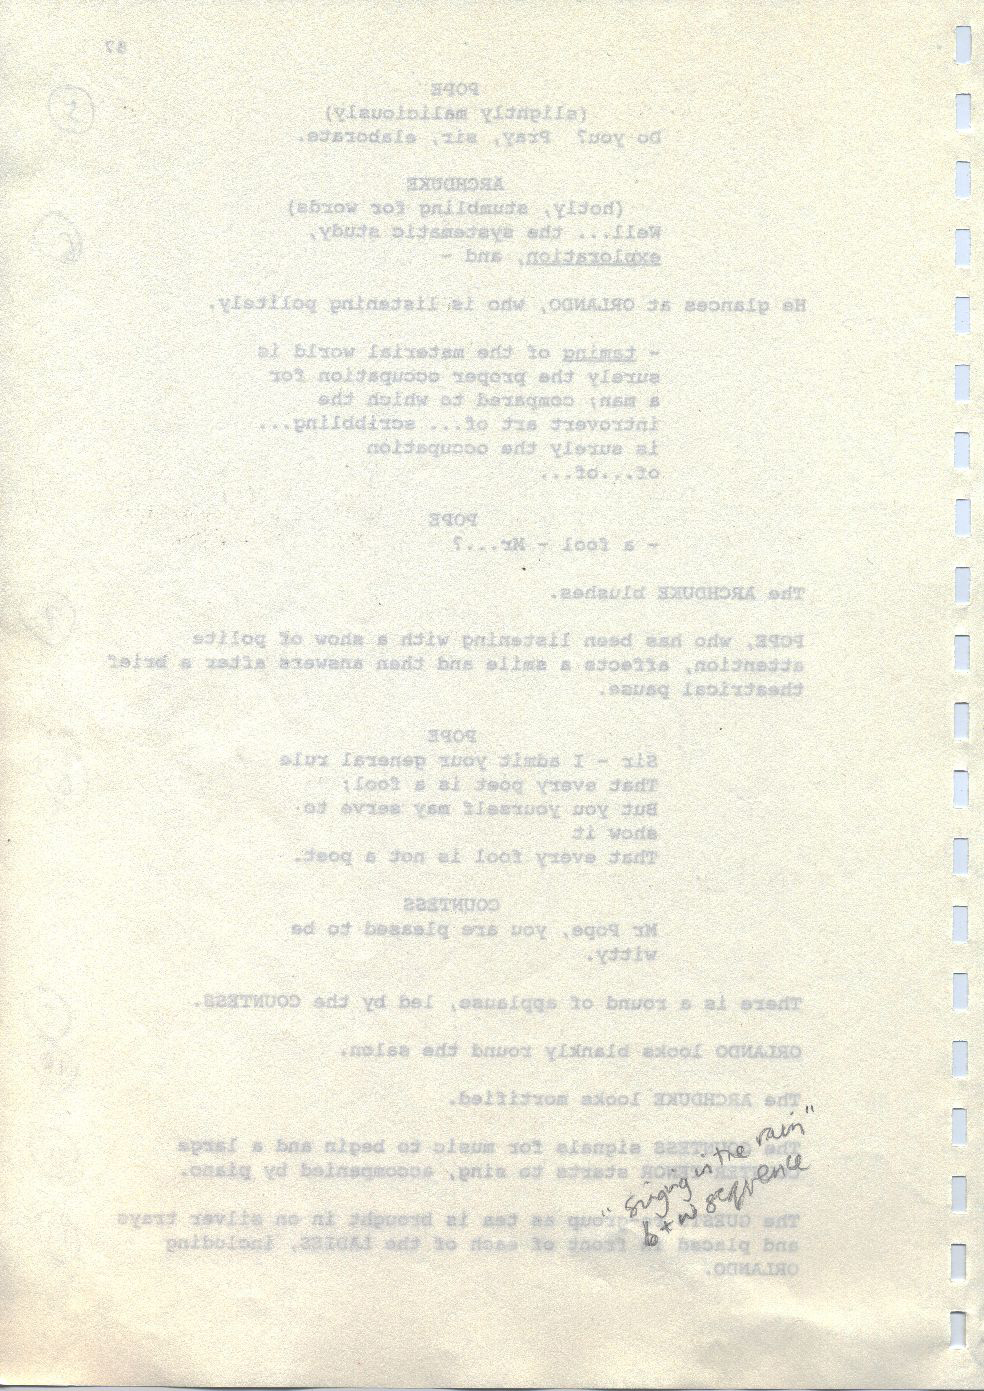 87
POPE
(slightly maliciously)
Do you?  Pray, sir, elaborate.
ARCHDUKE
(hotly, stumbling for words)
Well... the systematic study,
exploration, and -
He glances at ORLANDO, who is listening politely.
- taming of the material world is
surely the proper occupation for
a man; compared to which the
introvert art of... scribbling...
is surely the occupation
of...of...
POPE
- a fool - Mr...?
The ARCHDUKE blushes.
POPE, who has been listening with a show of polite
attention, affects a smile and then answers after a brief
theatrical pause.
POPE
Sir - I admit your general rule
That every poet is a fool;
But you yourself may serve to
show it
That every fool is not a poet.
COUNTESS
Mr Pope, you are pleased to be
witty.
There is a round of applause, led by the COUNTESS.
ORLANDO looks blankly round the salon.
The ARCHDUKE looks mortified.
The COUNTESS signals for music to begin and a large
COUNTER-TENOR starts to sing, accompanied by piano.
The GUESTS re-group as tea is brought in on silver trays
and placed in front of each of the LADIES, including
ORLANDO.
"singing in the rain"
b+w sequence